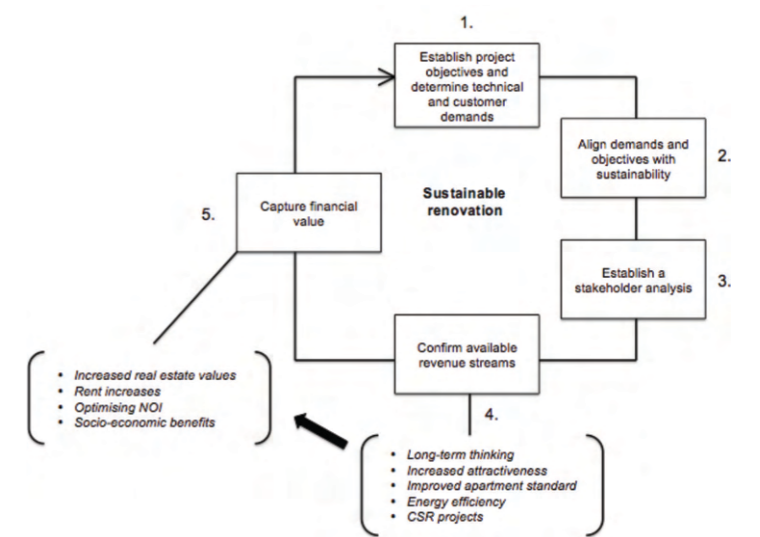 1.
Establish project
objectives and
determine technical
and customer
demands
Align demands and
objectives with
sustainability
2.
Sustainable
renovation
5.
Capture financial
value
Establish a
stakeholder analysis
3.
Confirm available
revenue streams
4.
• Increased real estate values
• Rent increases
• Optimising NOI
• Socio-economic benefits
• Long-term thinking
• Increased attractiveness
• Improved apartment standard
• Energy efficiency
• CSR projects